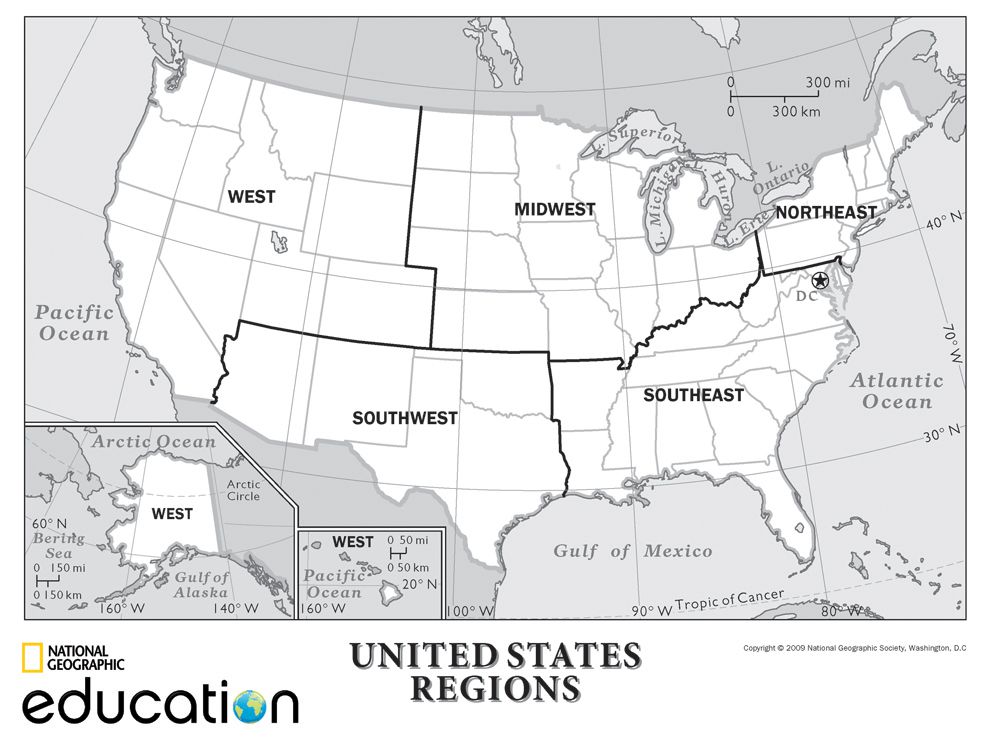 0 300 mi
0 300 km
L. Superior
L. Michigan
L. Huron
L. Ontario
L. Erie
WEST
MIDWEST
NORTHEAST
40° N
DC
Pacific
Ocean
70° W
SOUTHWEST
SOUTHEAST
Atlantic
Ocean
30° N
Arctic Ocean
Arctic
Circle
WEST
60° N
Bering
Sea
0 150 mi
0 150 km
Gulf of
Alaska
160° W
140° W
WEST
0 50 mi
0 50 km
Pacific
Ocean
20° N
160° W
Gulf of Mexico
100° W
90° W
Tropic of Cancer
80° W
NATIONAL
GEOGRAPHIC
education
UNITED STATES
REGIONS
Copyright © 2009 National Geographic Society, Washington, D.C